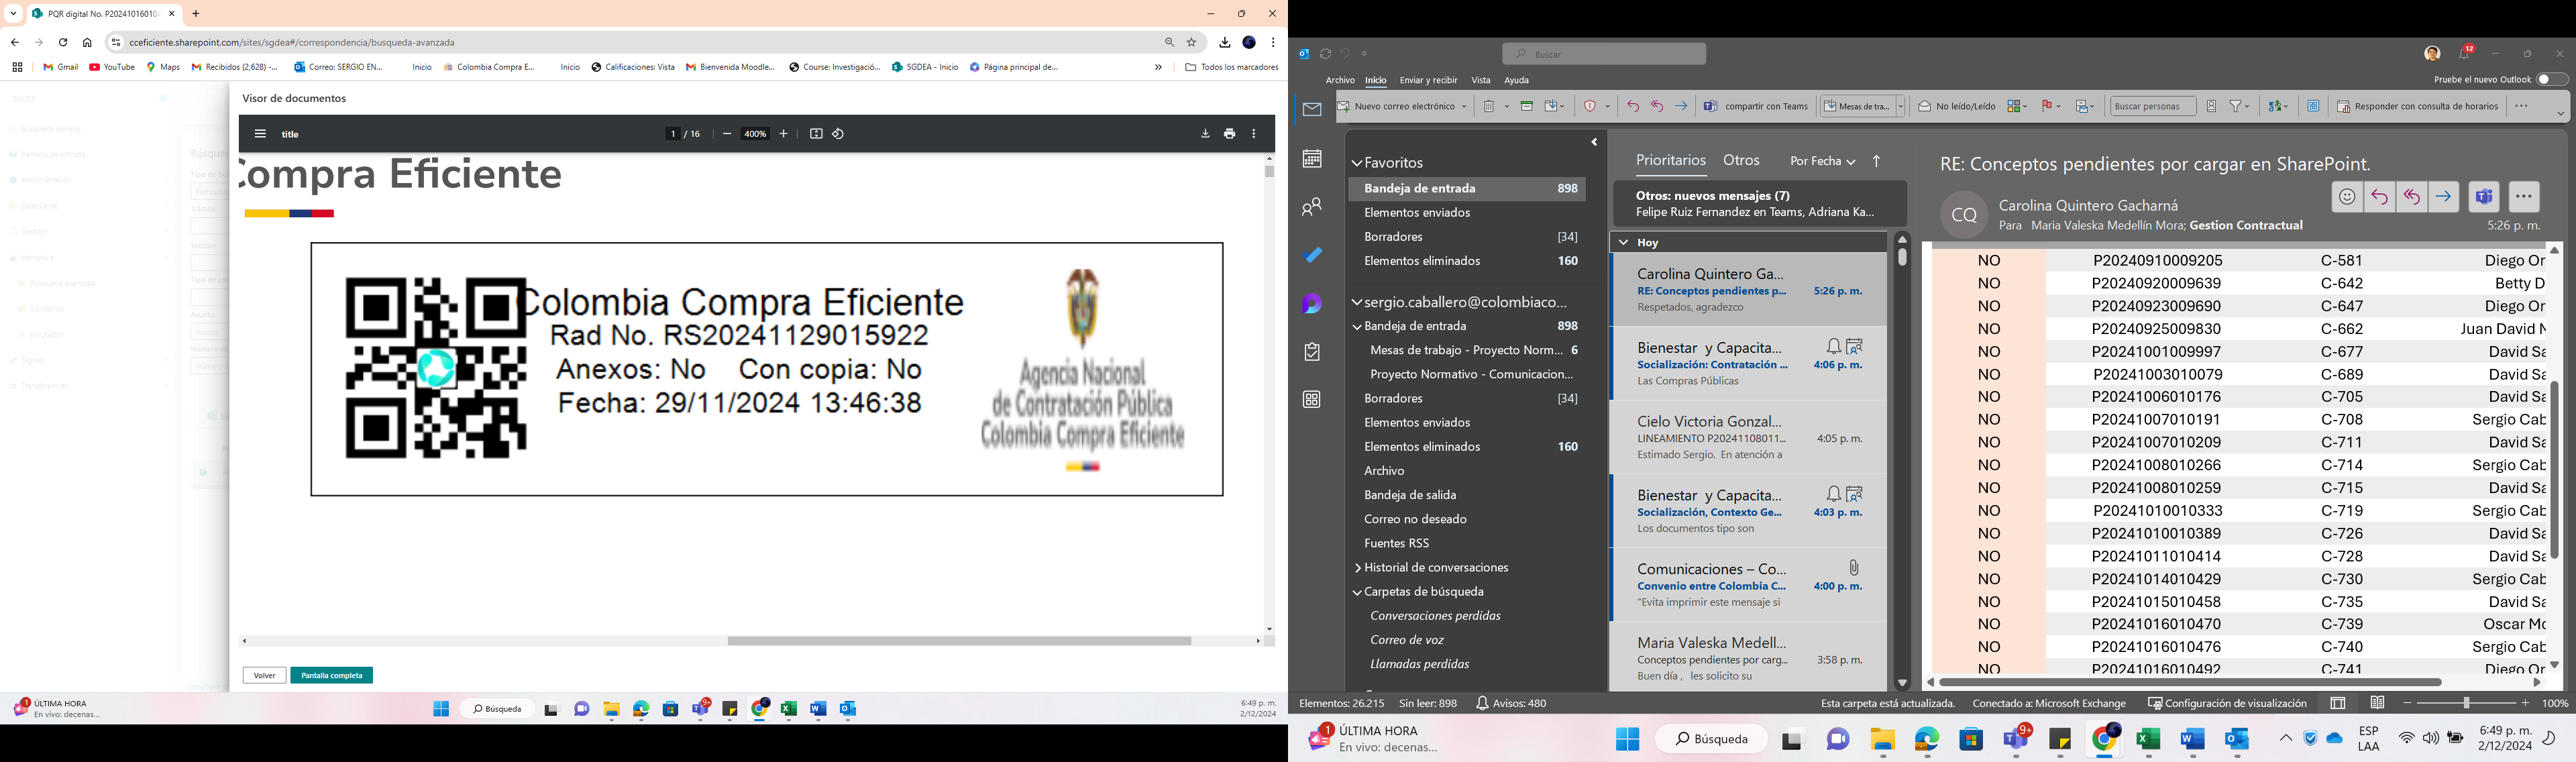 PQR digital No. P202410160104
cceficiente.sharepoint.com/sites/sgdea#/correspondencia/busqueda-avanzada
Gmail
YouTube
Maps
Recibidos (2,628) -...
Correo: SERGIO EN...
Inicio
Colombia Compra E...
Inicio
Calificaciones: Vista
Bienvenida Moodle...
Course: Investigació...
SGDEA - Inicio
Página principal de...
»
Todos los marcadores
Visor de documentos
title
1 / 16
400%
Compra Eficiente
Colombia Compra Eficiente
Rad No. RS20241129015922
Anexos: No Con copia: No
Fecha: 29/11/2024 13:46:38
Agencia Nacional
de Contratación Pública
Colombia Compra Eficiente
Volver
Pantalla completa
1
ÚLTIMA HORA
En vivo: decenas...
Búsqueda
9+
6:49 p. m.
2/12/2024
Buscar
12
Archivo
Inicio
Enviar y recibir
Vista
Ayuda
Pruebe el nuevo Outlook
Nuevo correo electrónico
compartir con Teams
Mesas de tra...
No leído/Leído
Buscar personas
Responder con consulta de horarios
Favoritos
Bandeja de entrada 898
Elementos enviados
Borradores [34]
Elementos eliminados 160
sergio.caballero@colombiaco...
Bandeja de entrada 898
Mesas de trabajo - Proyecto Norm... 6
Proyecto Normativo - Comunicacion...
Borradores [34]
Elementos enviados
Elementos eliminados 160
Archivo
Bandeja de salida
Correo no deseado
Fuentes RSS
Historial de conversaciones
Carpetas de búsqueda
Conversaciones perdidas
Correo de voz
Llamadas perdidas
Prioritarios
Otros
Por Fecha
Otros: nuevos mensajes (7)
Felipe Ruiz Fernandez en Teams, Adriana Ka...
Hoy
Carolina Quintero Ga...
RE: Conceptos pendientes p... 5:26 p. m.
Respetados, agradezco
Bienestar y Capacita...
Socialización: Contratación ... 4:06 p. m.
Las Compras Públicas
Cielo Victoria Gonzal...
LINEAMIENTO P20241108011... 4:05 p. m.
Estimado Sergio. En atención a
Bienestar y Capacita...
Socialización, Contexto Ge... 4:03 p. m.
Los documentos tipo son
Comunicaciones – Co...
Convenio entre Colombia C... 4:00 p. m.
"Evita imprimir este mensaje si
Maria Valeska Medell...
Conceptos pendientes por carg... 3:58 p. m.
Buen día , les solicito su
RE: Conceptos pendientes por cargar en SharePoint.
CQ
Carolina Quintero Gacharná
Para Maria Valeska Medellín Mora; Gestion Contractual
5:26 p. m.
NO P20240910009205 C-581 Diego Or
NO P20240920009639 C-642 Betty D
NO P20240923009690 C-647 Diego Or
NO P20240925009830 C-662 Juan David M
NO P20241001009997 C-677 David Sa
NO P20241003010079 C-689 David Sa
NO P20241006010176 C-705 David Sa
NO P20241007010191 C-708 Sergio Cab
NO P20241007010209 C-711 David Sa
NO P20241008010266 C-714 Sergio Cab
NO P20241008010259 C-715 David Sa
NO P20241010010333 C-719 Sergio Cab
NO P20241010010389 C-726 David Sa
NO P20241011010414 C-728 David Sa
NO P20241014010429 C-730 Sergio Cab
NO P20241015010458 C-735 David Sa
NO P20241016010470 C-739 Oscar Mo
NO P20241016010476 C-740 Sergio Cab
NO P20241016010492 C-741 Diego Or
Elementos: 26.215
Sin leer: 898
Avisos: 480
Esta carpeta está actualizada.
Conectado a: Microsoft Exchange
Configuración de visualización
100%
1
ÚLTIMA HORA
En vivo: decenas...
Búsqueda
9+
ESP
LAA
6:49 p. m.
2/12/2024